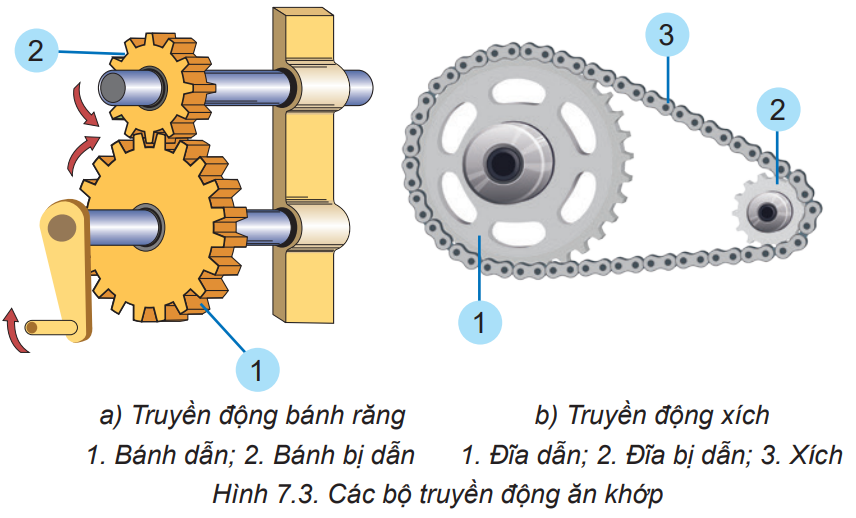 2
1
3
2
1
a) Truyền động bánh răng
1. Bánh dẫn; 2. Bánh bị dẫn
b) Truyền động xích
1. Đĩa dẫn; 2. Đĩa bị dẫn; 3. Xích
Hình 7.3. Các bộ truyền động ăn khớp